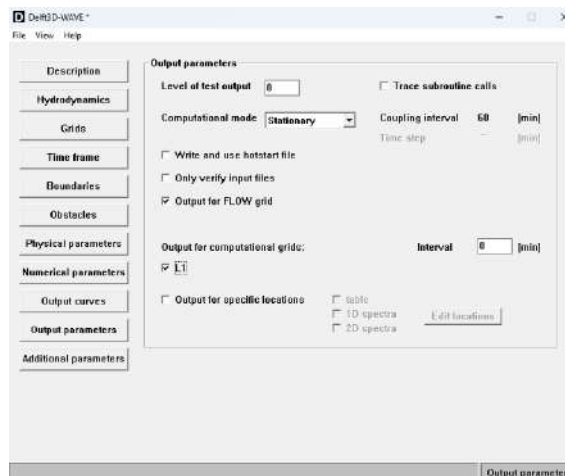 Delft3D-WAVE *
File View Help
Description
Hydrodynamics
Grids
Time frame
Boundaries
Obstacles
Physical parameters
Numerical parameters
Output curves
Output parameters
Additional parameters
Output parameters
Level of test output 0
Trace subroutine calls
Computational mode Stationary
Coupling interval 60 [min]
Time step - [min]
Write and use hotstart file
Only verify input files
Output for FLOW grid
Output for computational grids:
Interval 0 [min]
L1
Output for specific locations
table
1D spectra
2D spectra
Edit locations
Output parameter